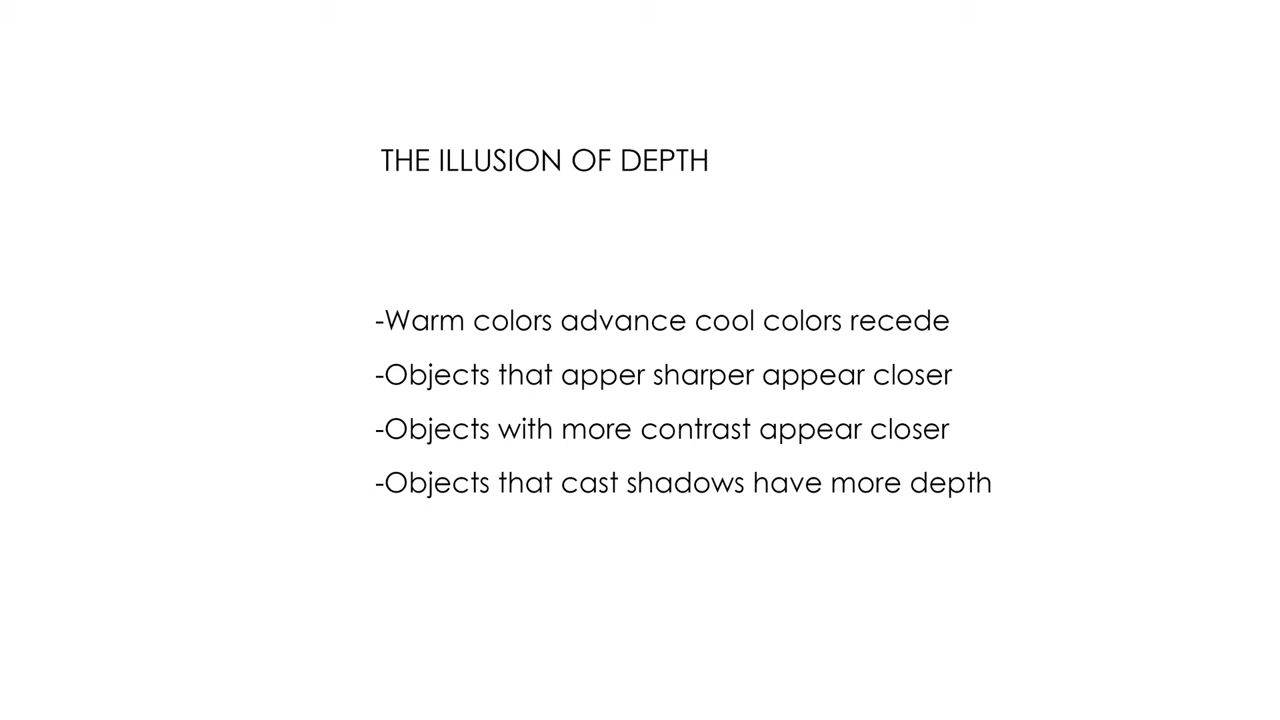 THE ILLUSION OF DEPTH
-Warm colors advance cool colors recede
-Objects that apper sharper appear closer
-Objects with more contrast appear closer
-Objects that cast shadows have more depth